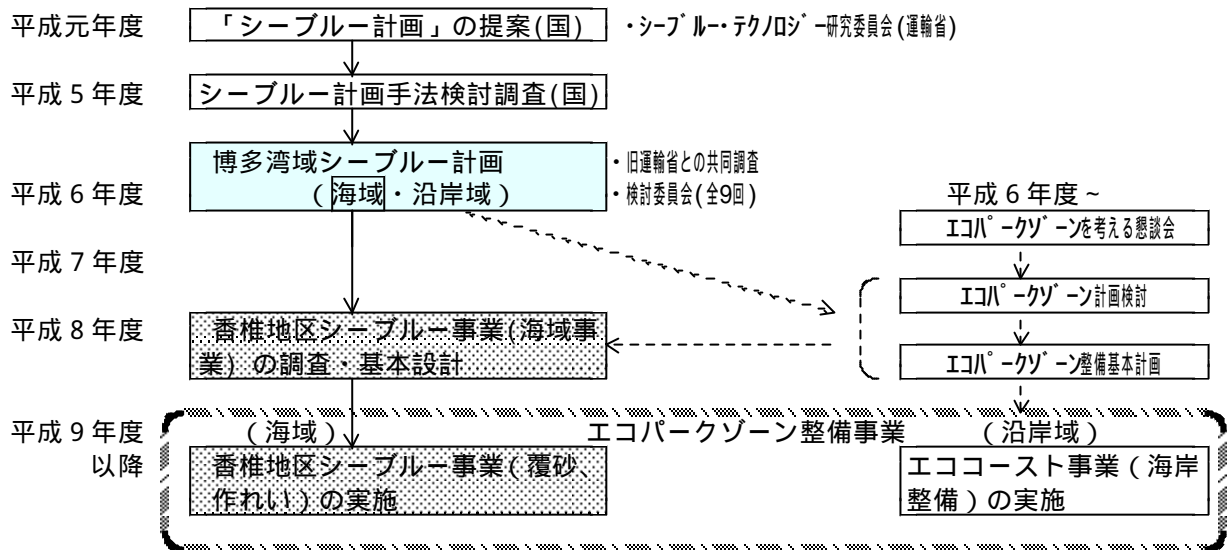 平成元年度 「シーブルー計画」の提案(国) ・シーブルー・テクノロジー研究委員会(運輸省)
平成5年度 シーブルー計画手法検討調査(国)
博多湾域シーブルー計画 ・旧運輸省との共同調査
平成6年度 (海域・沿岸域) ・検討委員会(全9回) 平成6年度~
エコパークゾーンを考える懇談会
平成7年度
エコパークゾーン計画検討
平成8年度 香椎地区シーブルー事業(海域事
業)の調査・基本設計
エコパークゾーン整備基本計画
平成9年度 (海域) エコパークゾーン整備事業 (沿岸域)
以降 香椎地区シーブルー事業(覆砂、 エココースト事業(海岸
作れい)の実施 整備)の実施